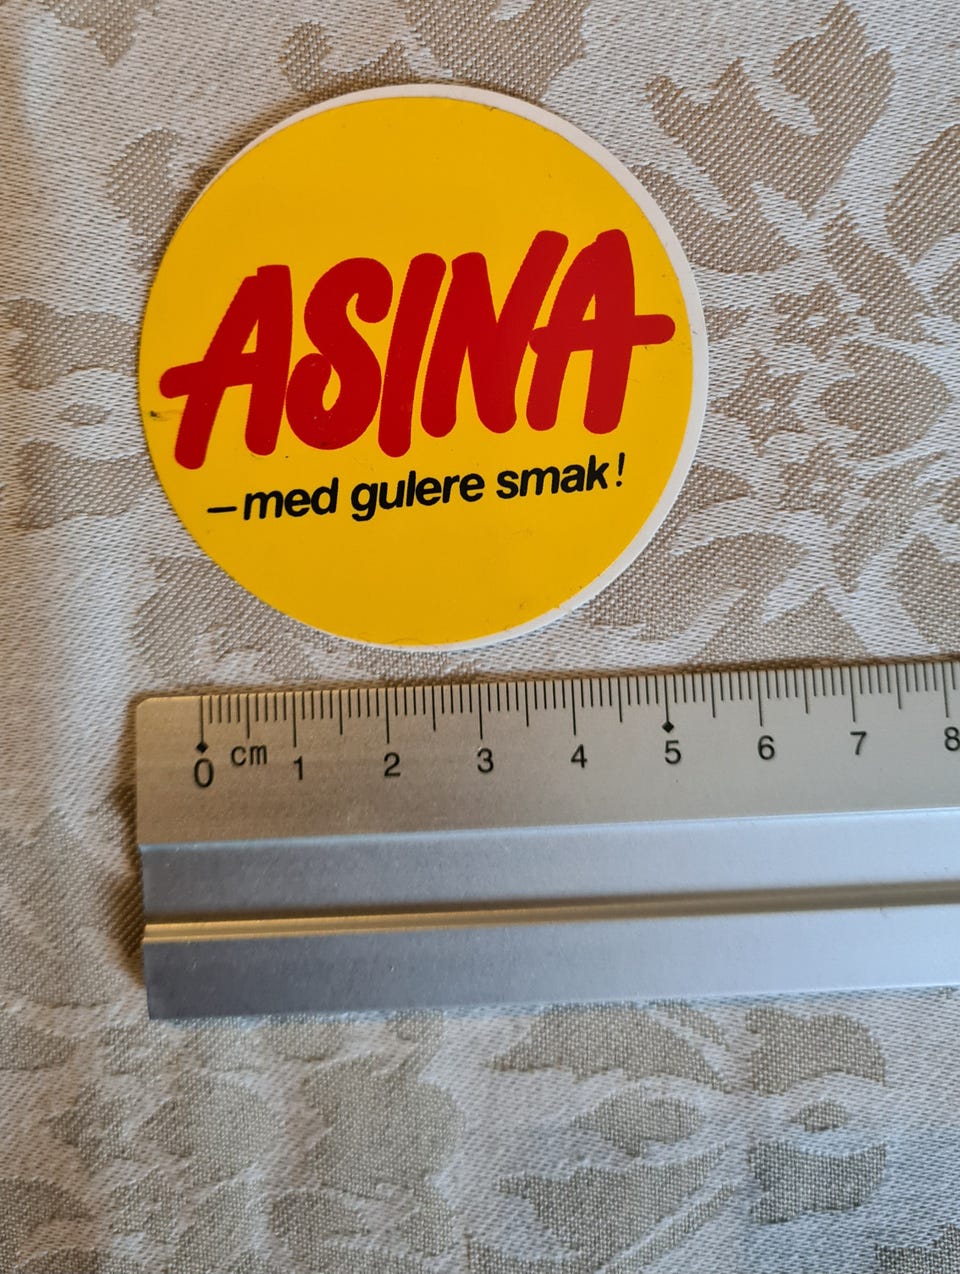 ASINA
– med gulere smak!
0 cm 1 2 3 4 5 6 7 8